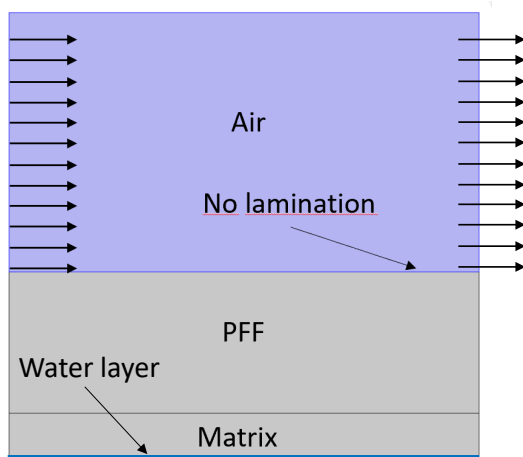 Air
No lamination
PFF
Water layer
Matrix